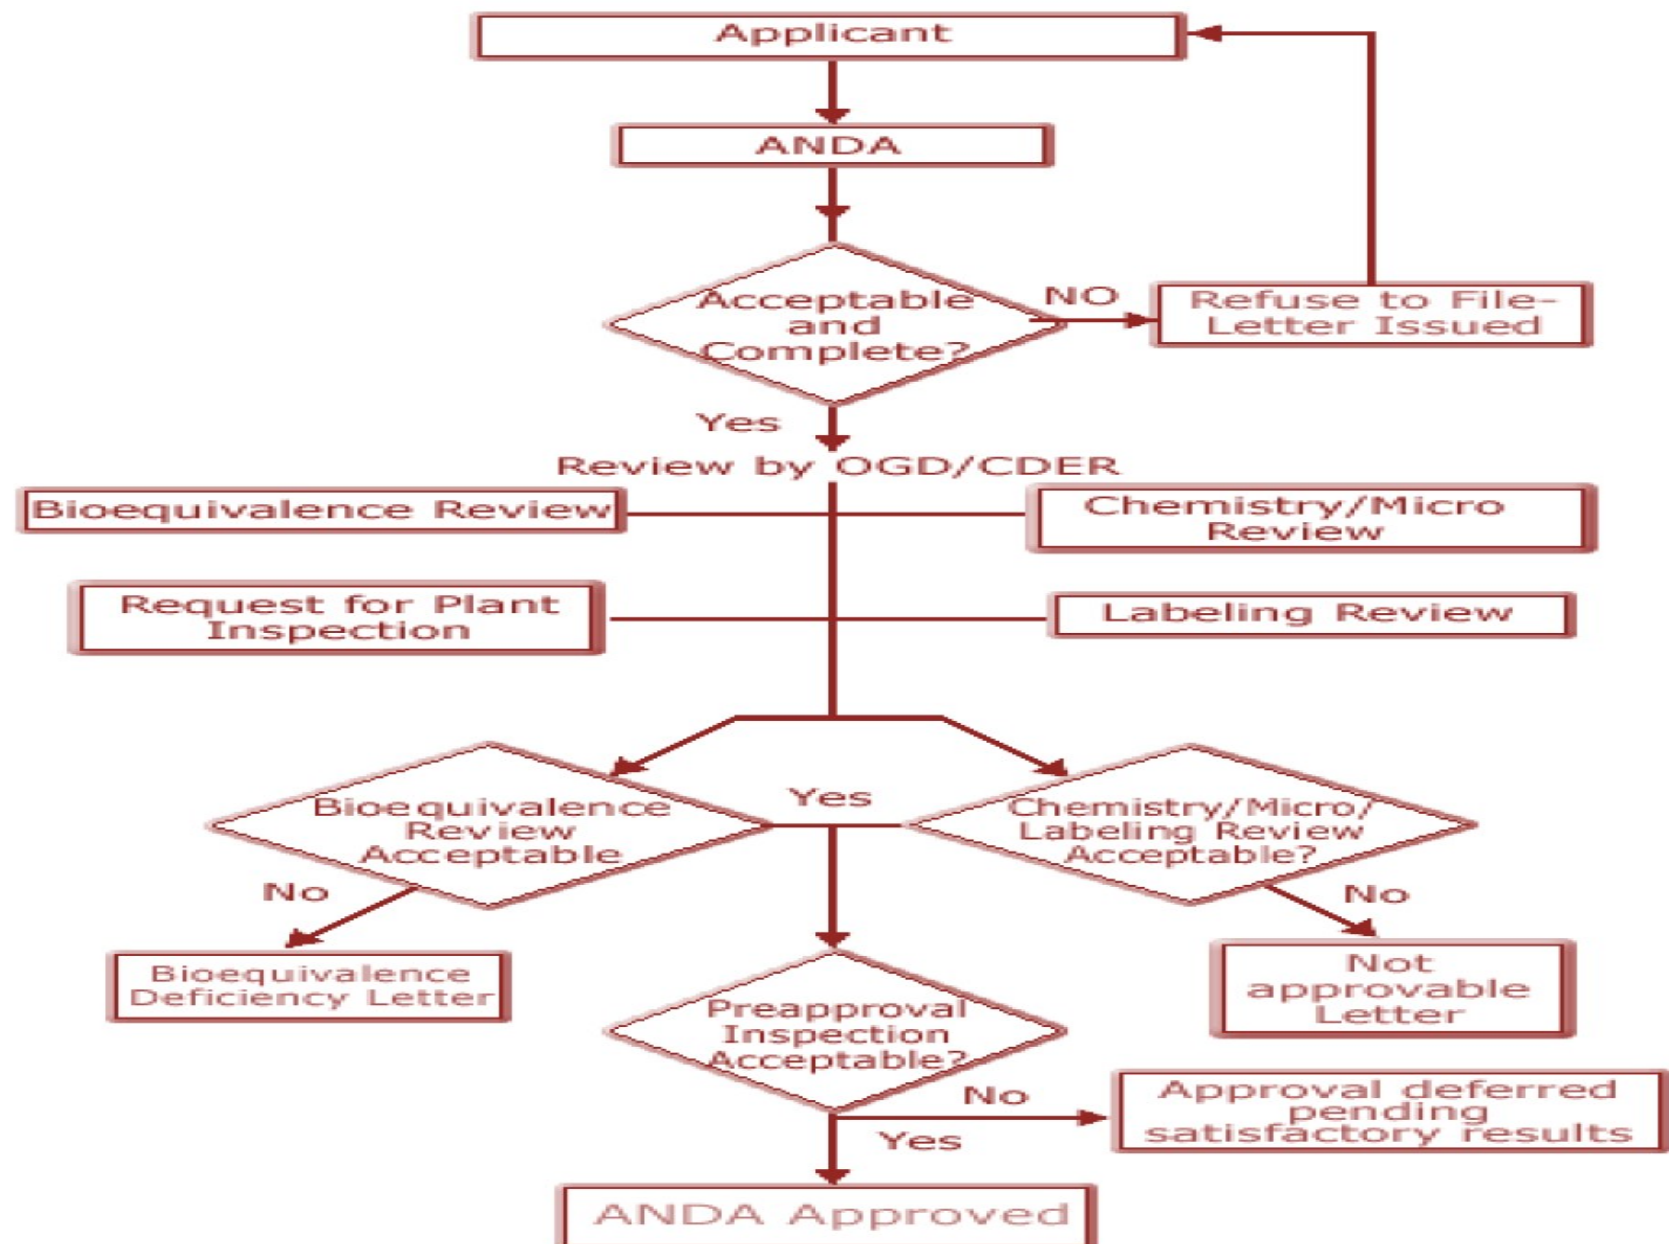 Applicant
ANDA
Acceptable
and
Complete?
NO
Refuse to File-
Letter Issued
Yes
Review by OGD/CDER
Bioequivalence Review
Chemistry/Micro
Review
Request for Plant
Inspection
Labeling Review
Bioequivalence
Review
Acceptable
Yes
Chemistry/Micro/
Labeling Review
Acceptable?
No
No
Bioequivalence
Deficiency Letter
Not
approvable
Letter
Preapproval
Inspection
Acceptable?
No
Approval deferred
pending
satisfactory results
Yes
ANDA Approved